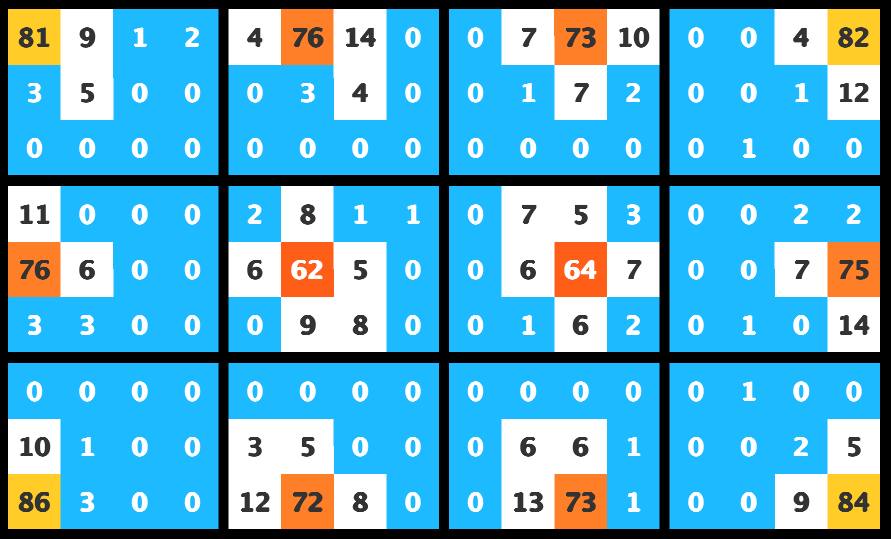 81 9 1 2 4 76 14 0 0 7 73 10 0 0 4 82
3 5 0 0 0 3 4 0 0 1 7 2 0 0 1 12
0 0 0 0 0 0 0 0 0 0 0 0 0 1 0 0
11 0 0 0 2 8 1 1 0 7 5 3 0 0 2 2
76 6 0 0 6 62 5 0 0 6 64 7 0 0 7 75
3 3 0 0 0 9 8 0 0 1 6 2 0 1 0 14
0 0 0 0 0 0 0 0 0 0 0 0 0 1 0 0
10 1 0 0 3 5 0 0 0 6 6 1 0 0 2 5
86 3 0 0 12 72 8 0 0 13 73 1 0 0 9 84